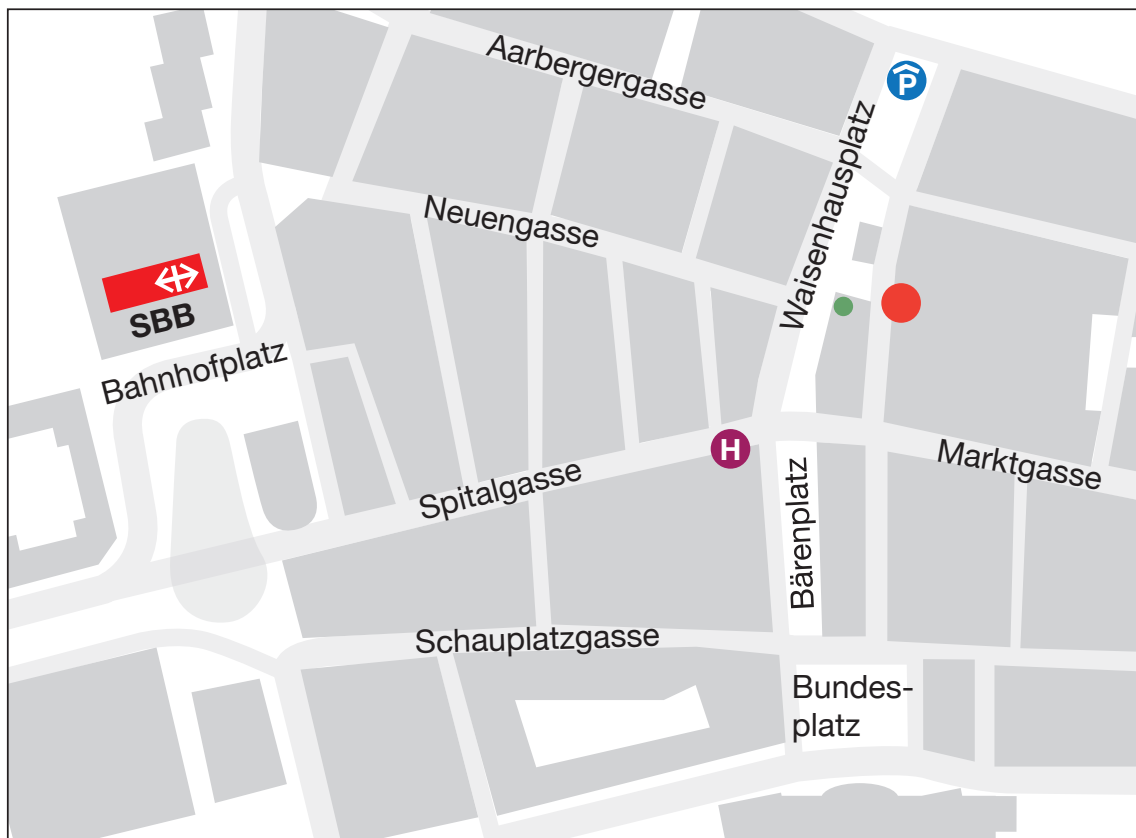 Aarbergergasse
P
Waisenhausplatz
Neuengasse
SBB
Bahnhofplatz
H
Marktgasse
Spitalgasse
Bärenplatz
Schauplatzgasse
Bundes-
platz